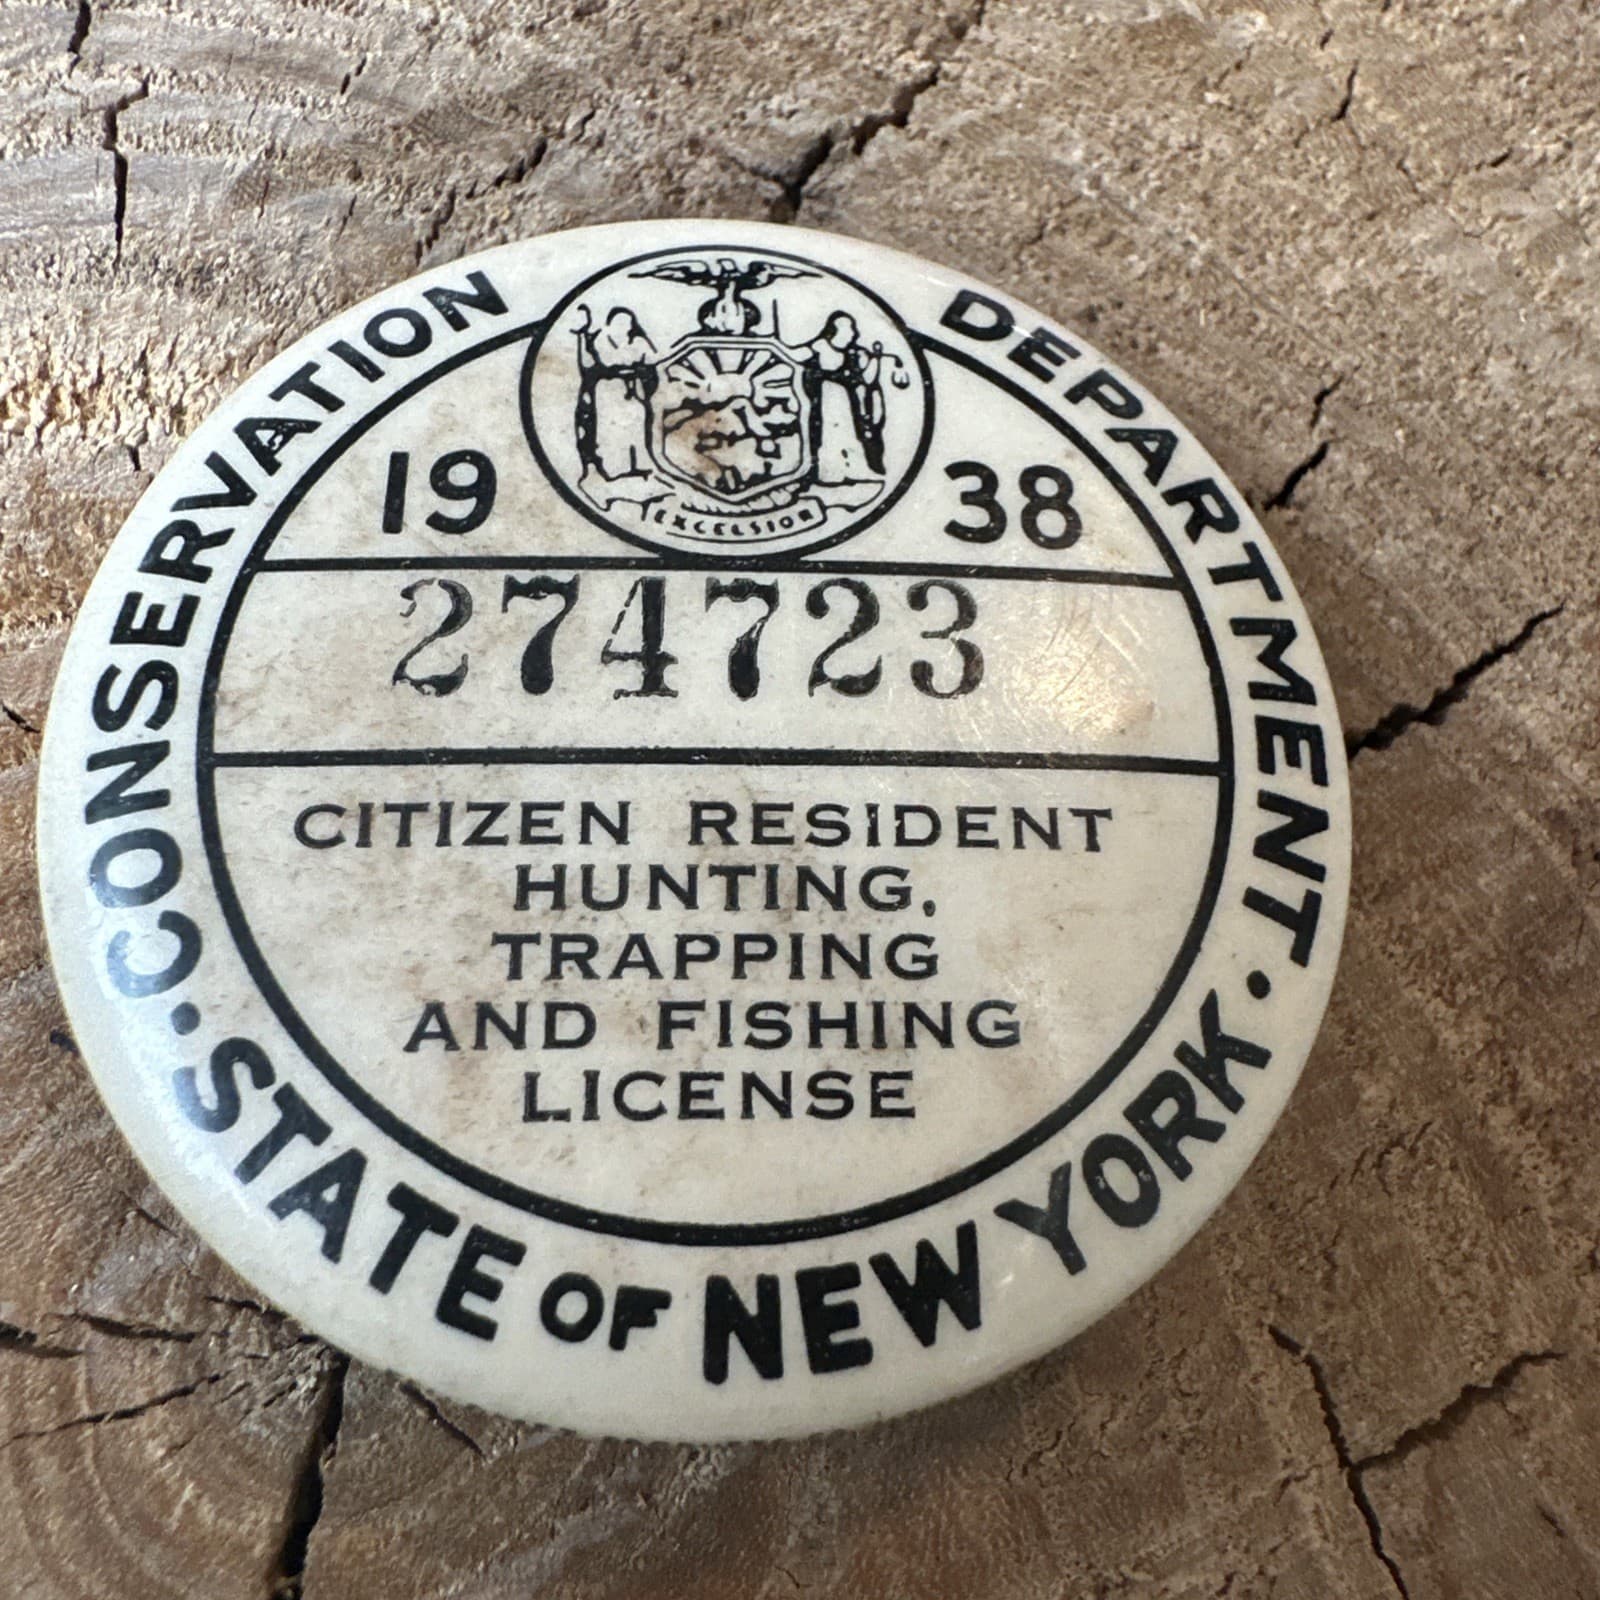 CONSERVATION DEPARTMENT
EXCELSIOR
19 38
274723
CITIZEN RESIDENT
HUNTING,
TRAPPING
AND FISHING
LICENSE
· STATE OF NEW YORK ·